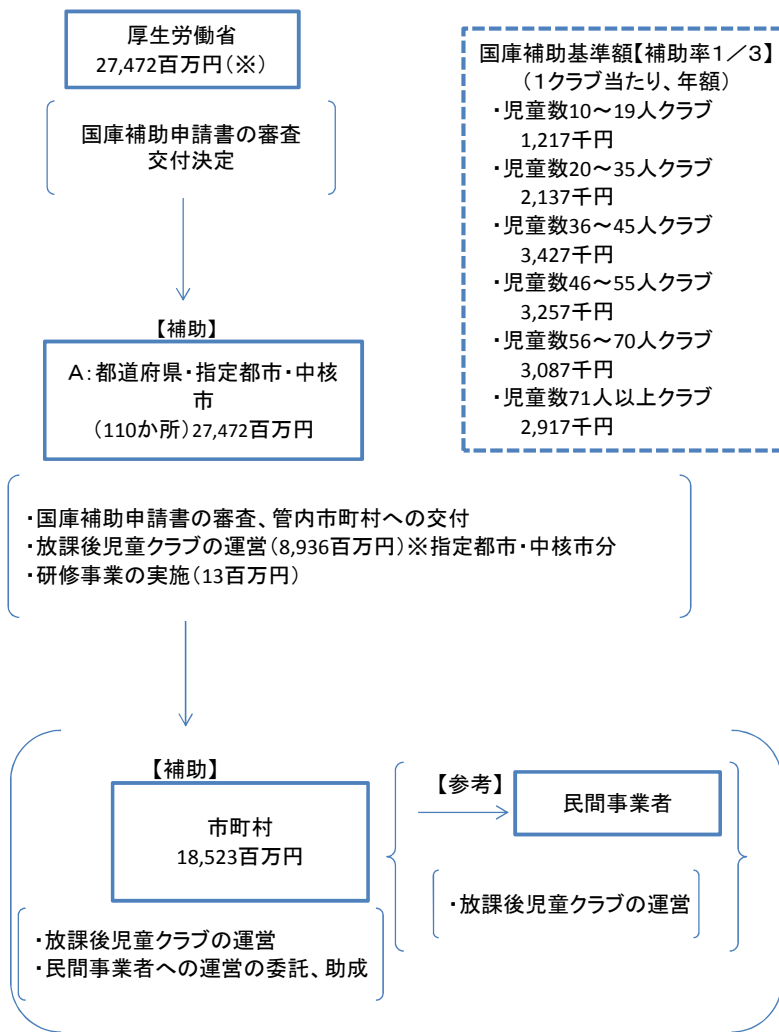 厚生労働省
27,472百万円(※)
国庫補助申請書の審査
交付決定
国庫補助基準額【補助率1/3】
(1クラブ当たり、年額)
・児童数10～19人クラブ
1,217千円
・児童数20～35人クラブ
2,137千円
・児童数36～45人クラブ
3,427千円
・児童数46～55人クラブ
3,257千円
・児童数56～70人クラブ
3,087千円
・児童数71人以上クラブ
2,917千円
【補助】
A:都道府県・指定都市・中核
市
(110か所)27,472百万円
・国庫補助申請書の審査、管内市町村への交付
・放課後児童クラブの運営(8,936百万円)※指定都市・中核市分
・研修事業の実施(13百万円)
【補助】
市町村
18,523百万円
・放課後児童クラブの運営
・民間事業者への運営の委託、助成
【参考】
民間事業者
・放課後児童クラブの運営